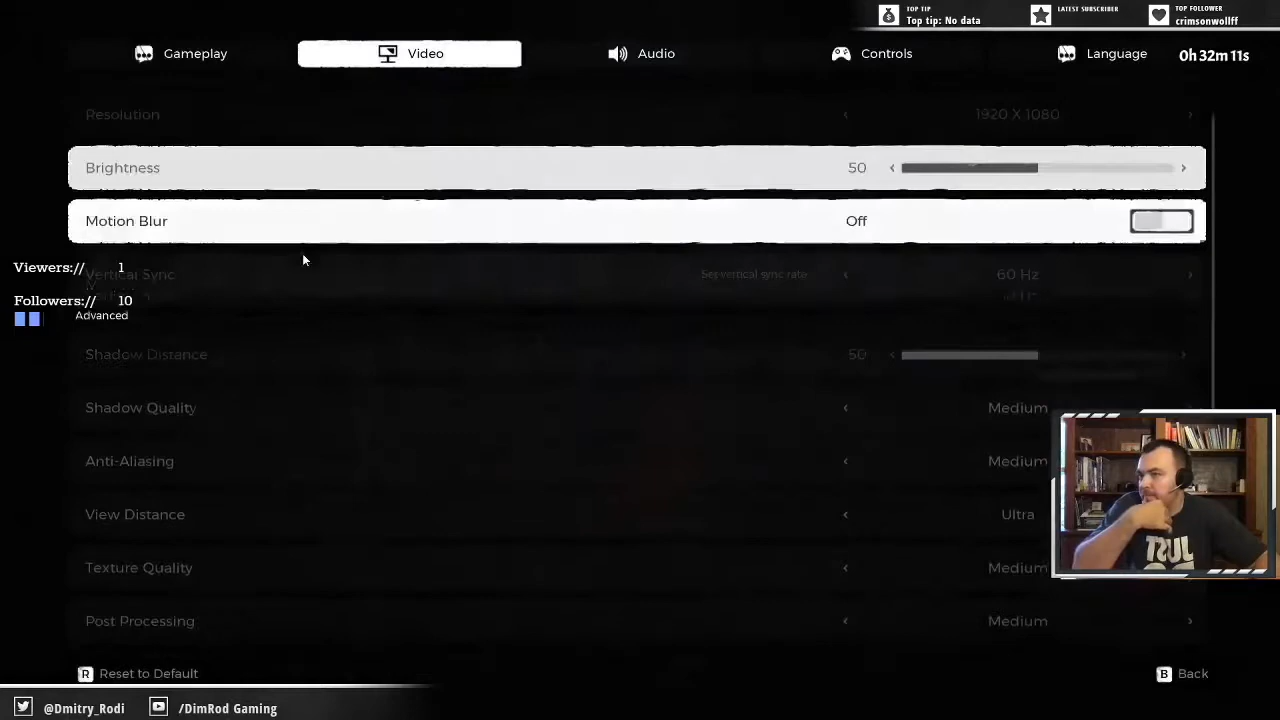 TOP TIP
Top tip: No data
LATEST SUBSCRIBER
TOP FOLLOWER
crimsonwollff
Gameplay
Video
Audio
Controls
Language
0h 32m 11s
Resolution
1920 X 1080
Brightness
50
Motion Blur
Off
Viewers:// 1
Vertical Sync
Set vertical sync rate
60 Hz
Followers:// 10
Advanced
Shadow Distance
50
Shadow Quality
Medium
Anti-Aliasing
Medium
View Distance
Ultra
Texture Quality
Medium
Post Processing
Medium
R Reset to Default
B Back
@Dmitry_Rodi
/DimRod Gaming